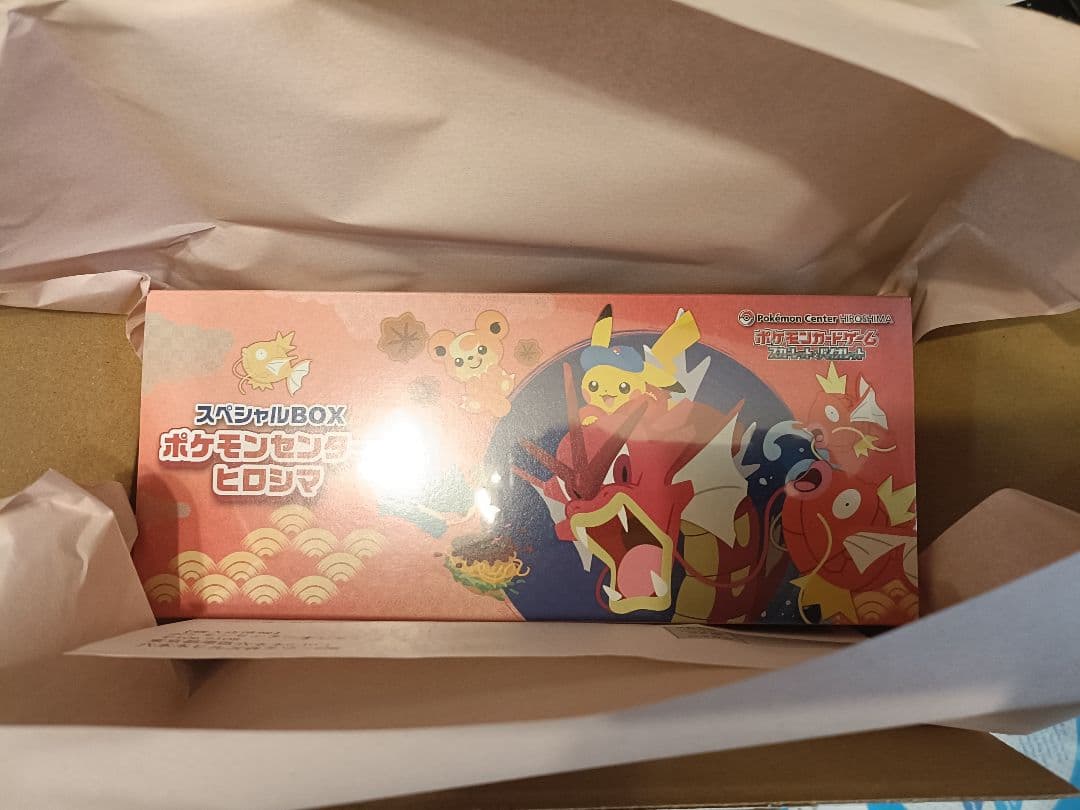 Pokémon Center HIROSHIMA
ポケモンカードゲーム
スカーレット&バイオレット
スペシャルBOX
ポケモンセンター
ヒロシマ